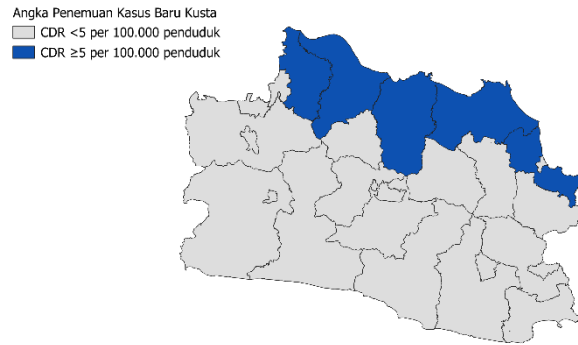 Angka Penemuan Kasus Baru Kusta
CDR <5 per 100.000 penduduk
CDR ≥5 per 100.000 penduduk